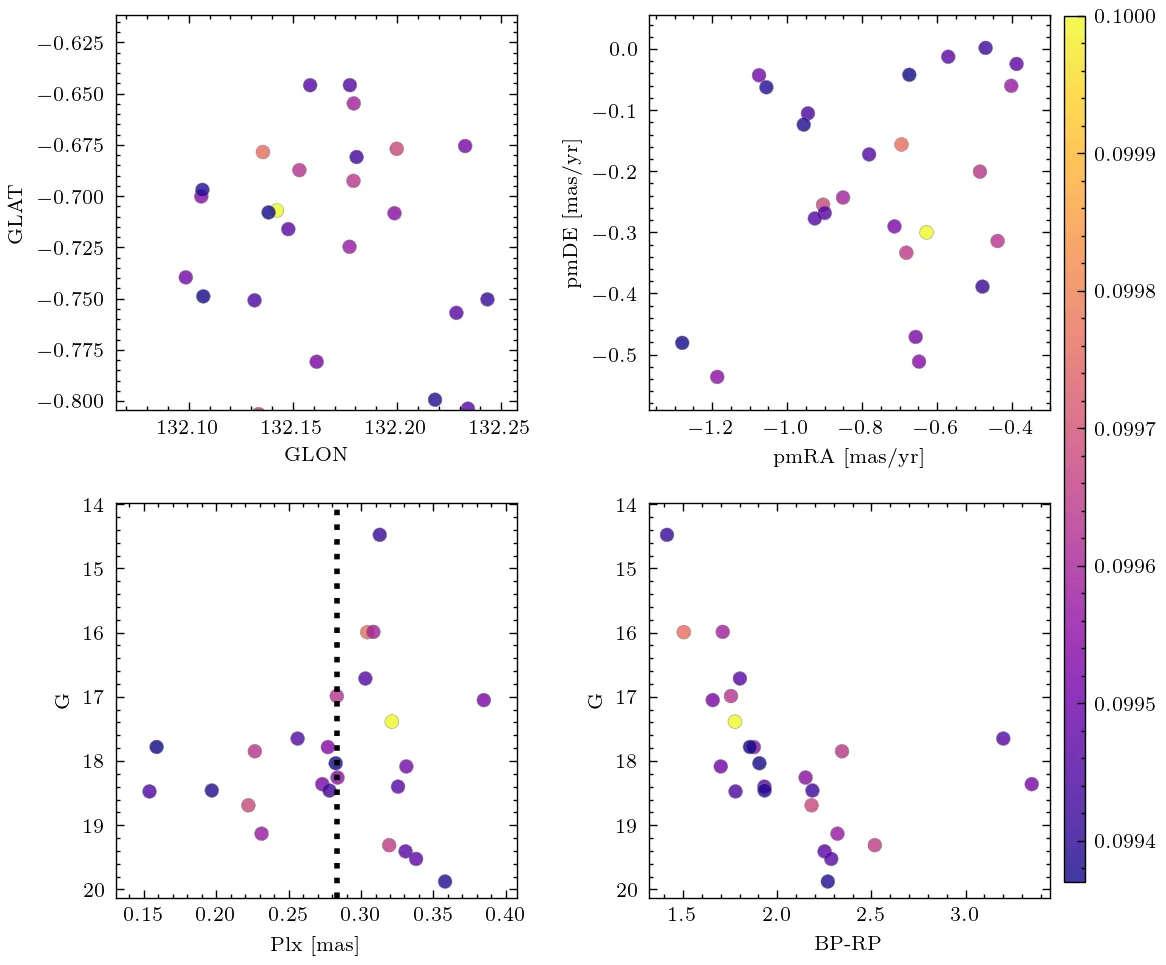 −0.625
−0.650
−0.675
−0.700
−0.725
−0.750
−0.775
−0.800
GLAT
132.10 132.15 132.20 132.25
GLON
0.0
−0.1
−0.2
−0.3
−0.4
−0.5
pmDE [mas/yr]
−1.2 −1.0 −0.8 −0.6 −0.4
pmRA [mas/yr]
0.1000
0.0999
0.0998
0.0997
0.0996
0.0995
0.0994
14
15
16
17
18
19
20
G
0.15 0.20 0.25 0.30 0.35 0.40
Plx [mas]
14
15
16
17
18
19
20
G
1.5 2.0 2.5 3.0
BP-RP